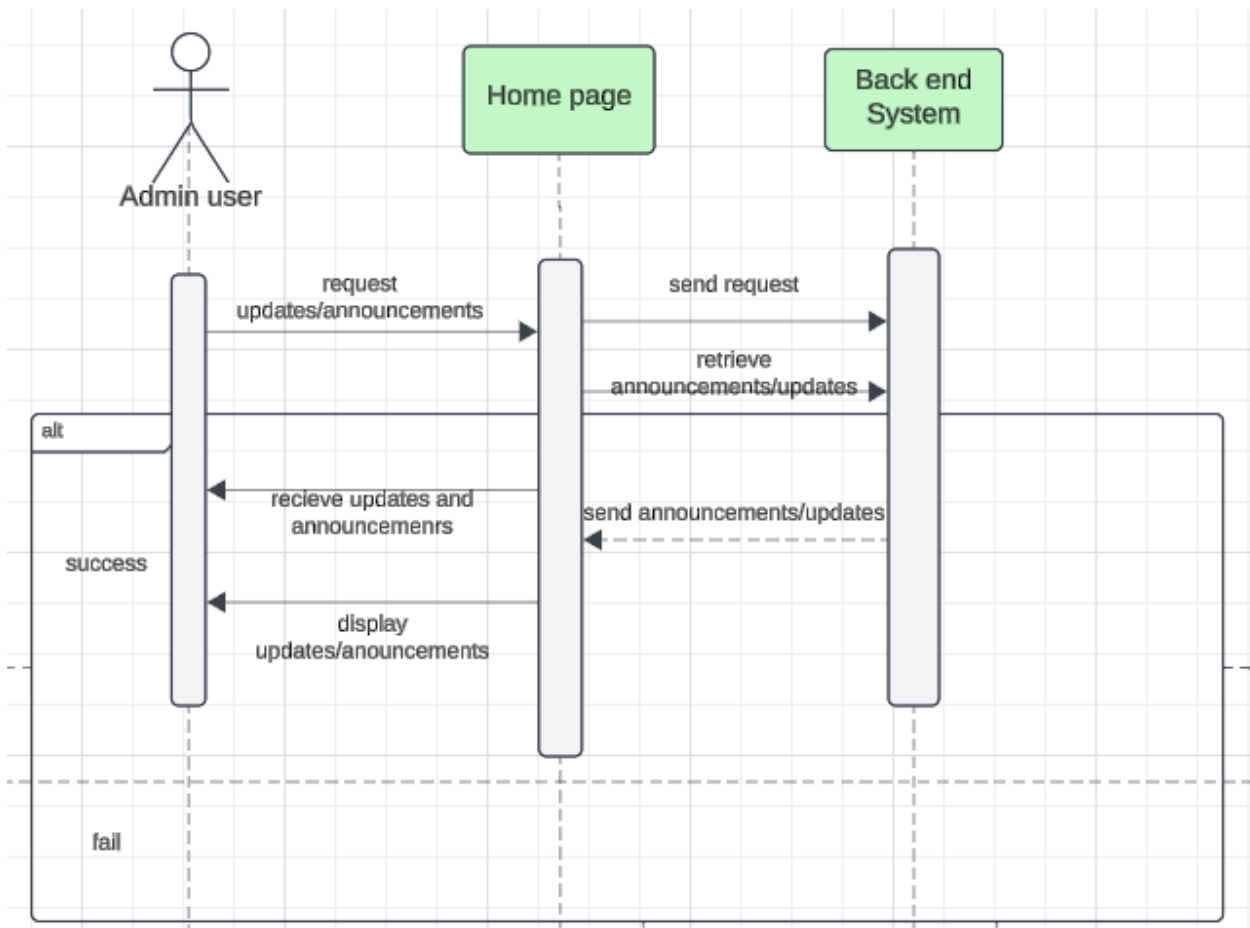 Home page
Back end
System
Admin user
request
updates/announcements
send request
retrieve
announcements/updates
alt
recieve updates and
announcemenrs
send announcements/updates
success
display
updates/anouncements
fail